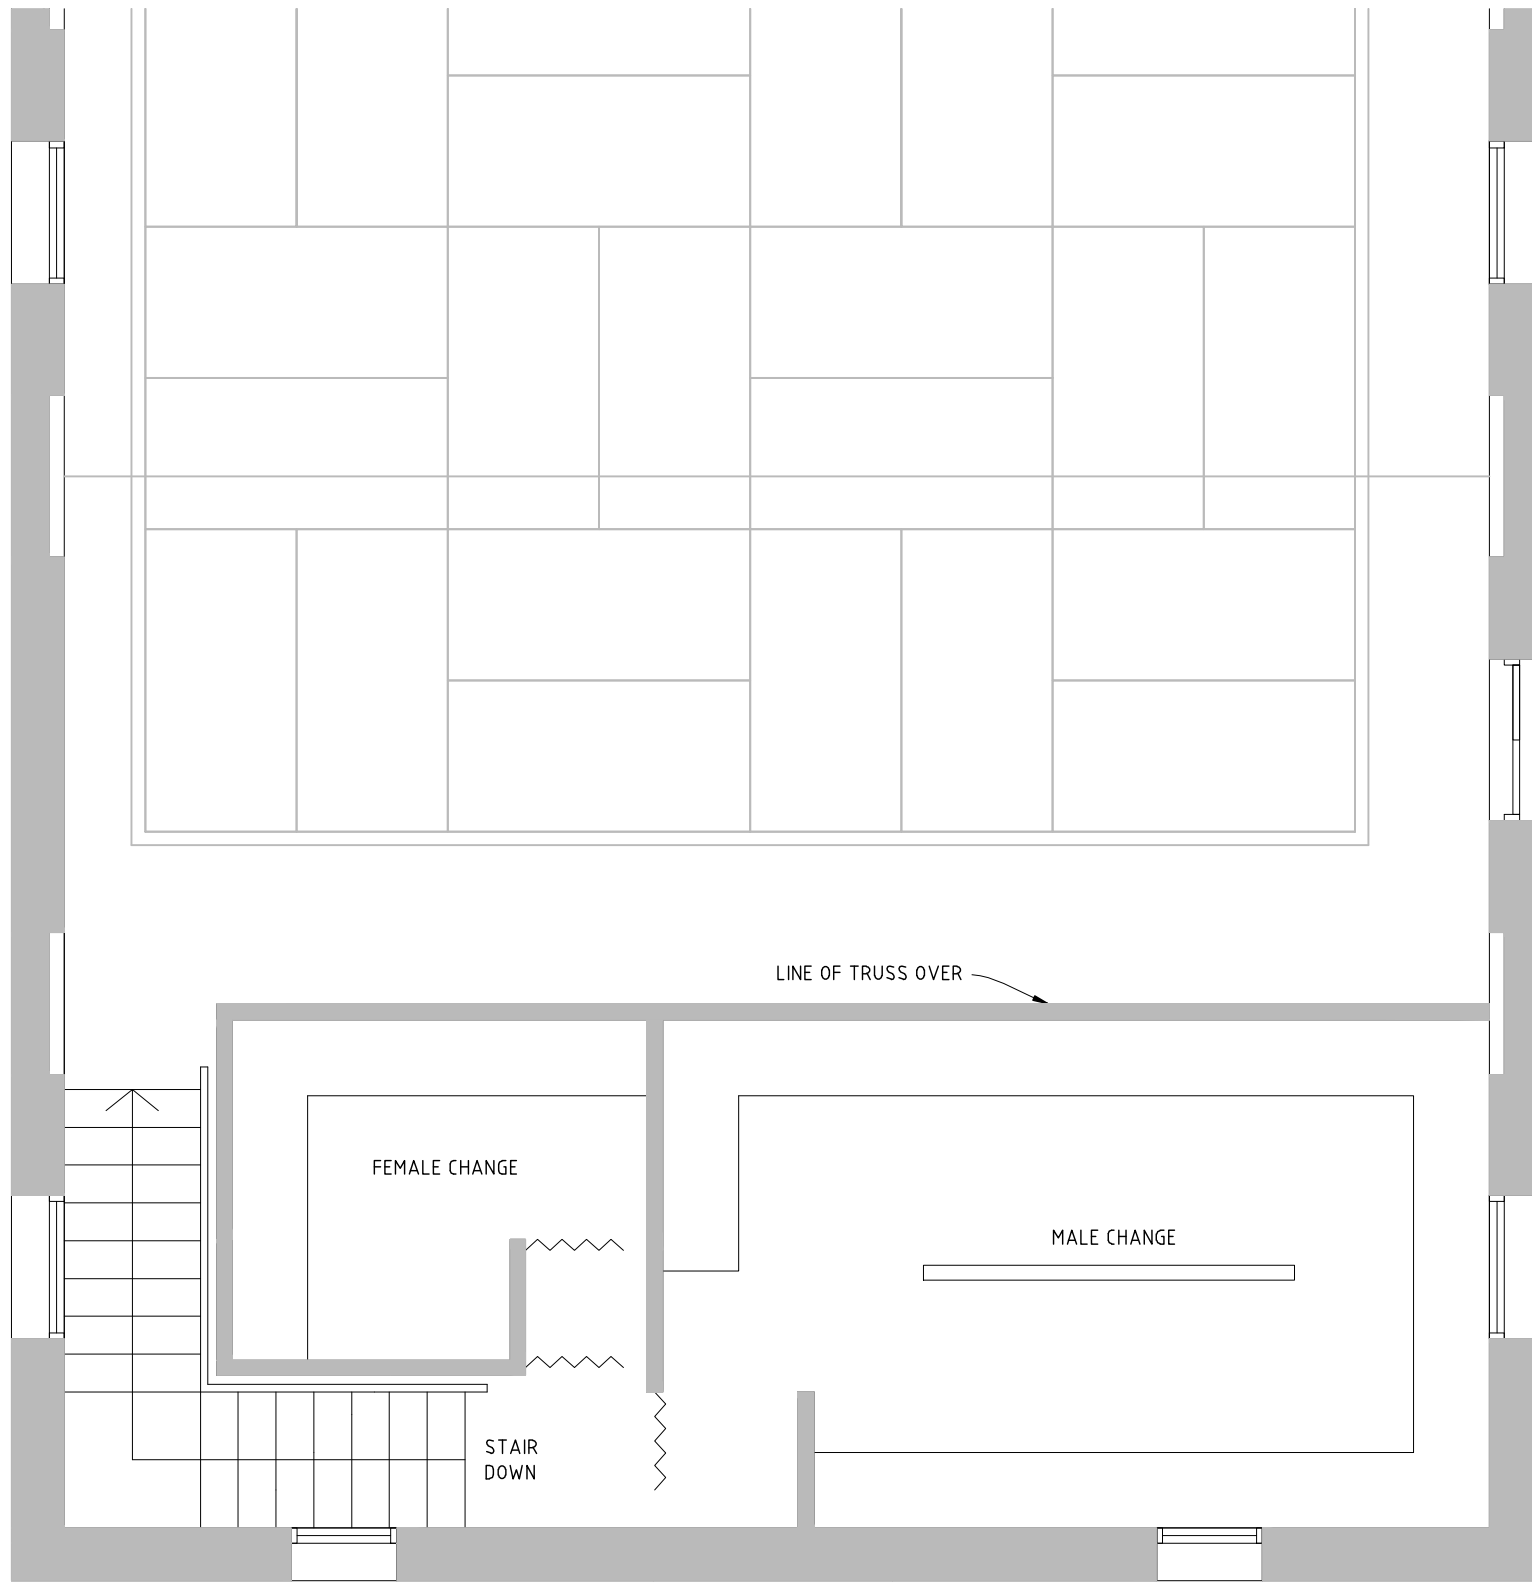 LINE OF TRUSS OVER
FEMALE CHANGE
MALE CHANGE
STAIR
DOWN